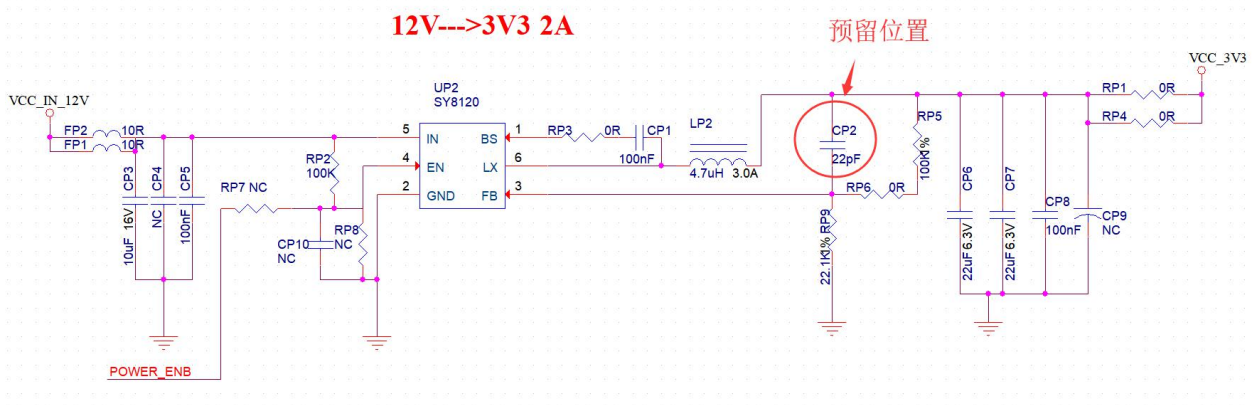 12V--->3V3 2A
预留位置
VCC_3V3
VCC_IN_12V
UP2
SY8120
FP2 10R
FP1 10R
CP3
10uF 16V
CP4
NC
CP5
100nF
RP2
100K
RP7 NC
CP10
NC
RP8
NC
POWER_ENB
5 IN
4 EN
2 GND
BS 1
LX 6
FB 3
RP3 0R
CP1
100nF
LP2
4.7uH 3.0A
CP2
22pF
RP5
100K1%
RP6 0R
RP9
22.1K1%
CP6
22uF 6.3V
CP7
22uF 6.3V
CP8
100nF
CP9
NC
RP1 0R
RP4 0R